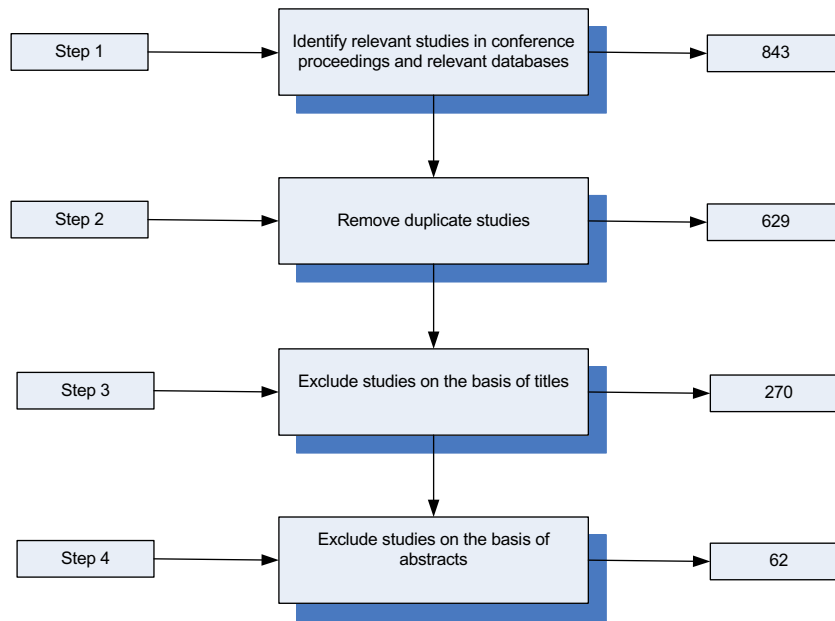 Step 1
Identify relevant studies in conference
proceedings and relevant databases
843
Step 2
Remove duplicate studies
629
Step 3
Exclude studies on the basis of titles
270
Step 4
Exclude studies on the basis of
abstracts
62